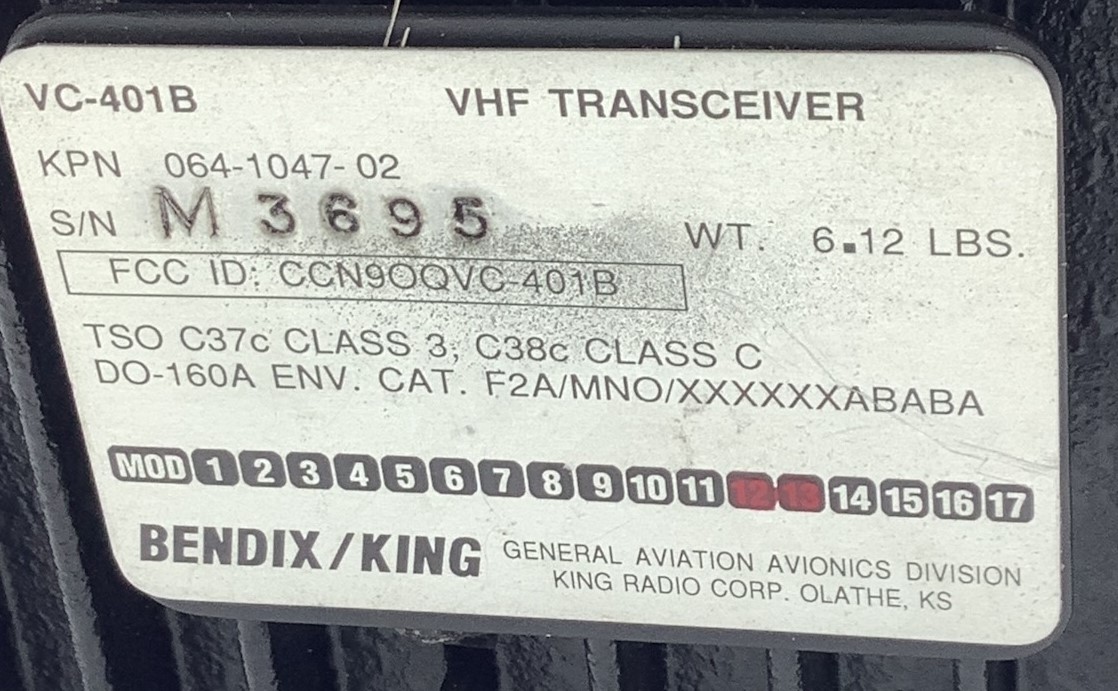 VC-401B VHF TRANSCEIVER
KPN 064-1047-02
S/N M3695 WT. 6.12 LBS.
FCC ID: CCN9OQVC-401B
TSO C37c CLASS 3, C38c CLASS C
DO-160A ENV. CAT. F2A/MNO/XXXXXXABABA
MOD 1 2 3 4 5 6 7 8 9 10 11 12 13 14 15 16 17
BENDIX/KING GENERAL AVIATION AVIONICS DIVISION
KING RADIO CORP. OLATHE, KS